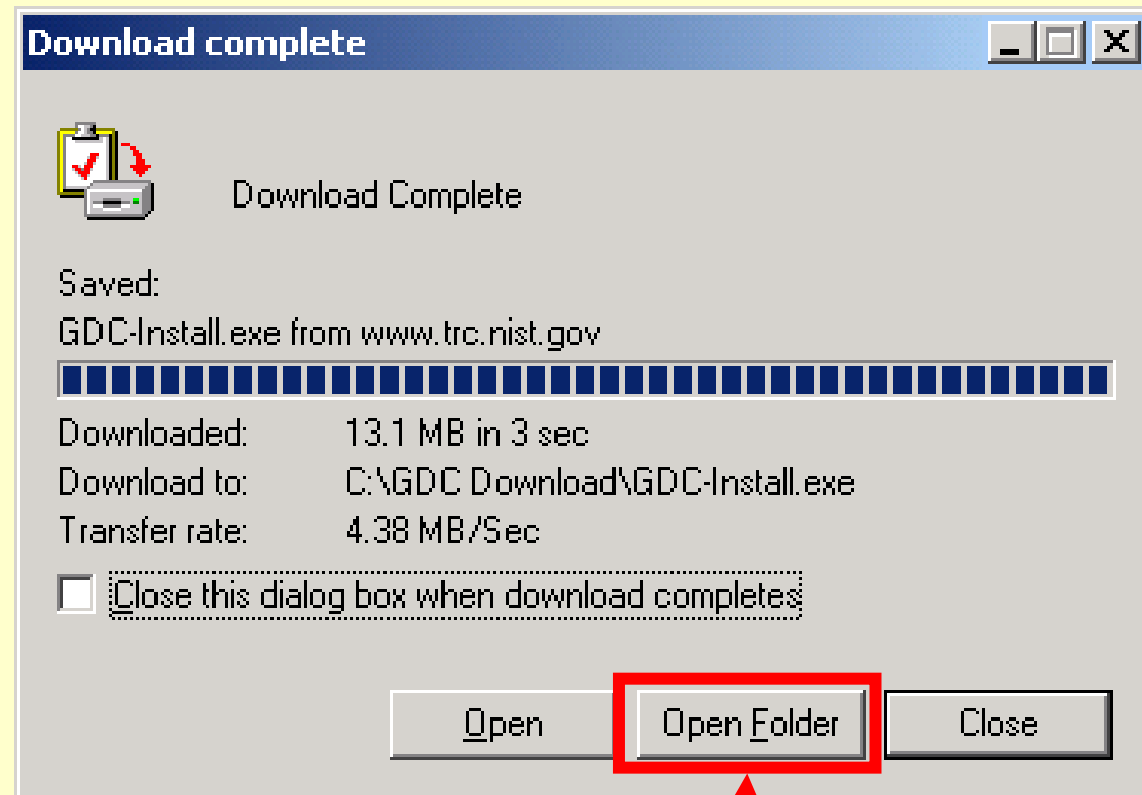 Download complete
Download Complete
Saved:
GDC-Install.exe from www.trc.nist.gov
Downloaded: 13.1 MB in 3 sec
Download to: C:\GDC Download\GDC-Install.exe
Transfer rate: 4.38 MB/Sec
Close this dialog box when download completes
Open Open Folder Close